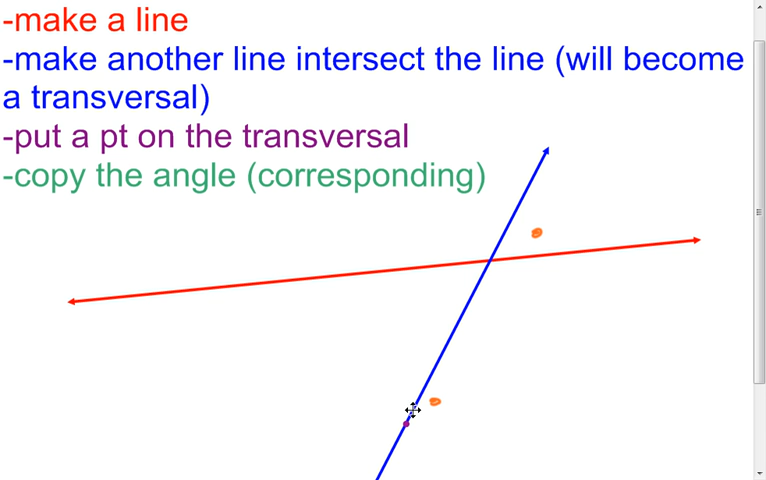 -make a line
-make another line intersect the line (will become
a transversal)
-put a pt on the transversal
-copy the angle (corresponding)